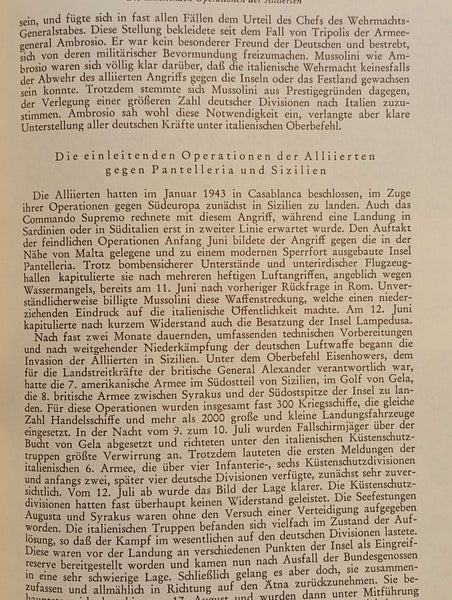 Die einleitenden Operationen der Alliierten
sein, und fügte sich in fast allen Fällen dem Urteil des Chefs des Wehrmachts-
Generalstabes. Diese Stellung bekleidete seit dem Fall von Tripolis der Armee-
general Ambrosio. Er war kein besonderer Freund der Deutschen und bestrebt,
sich von deren militärischer Bevormundung freizumachen. Mussolini wie Am-
brosio waren sich völlig klar darüber, daß die italienische Wehrmacht keinesfalls
der Abwehr des alliierten Angriffs gegen die Inseln oder das Festland gewachsen
sein konnte. Trotzdem stemmte sich Mussolini aus Prestigegründen dagegen,
der Verlegung einer größeren Zahl deutscher Divisionen nach Italien zuzu-
stimmen. Ambrosio sah wohl diese Notwendigkeit ein, verlangte aber klare
Unterstellung aller deutschen Kräfte unter italienischen Oberbefehl.
Die einleitenden Operationen der Alliierten
gegen Pantelleria und Sizilien
Die Alliierten hatten im Januar 1943 in Casablanca beschlossen, im Zuge
ihrer Operationen gegen Südeuropa zunächst in Sizilien zu landen. Auch das
Commando Supremo rechnete mit diesem Angriff, während eine Landung in
Sardinien oder in Süditalien erst in zweiter Linie erwartet wurde. Den Auftakt
der feindlichen Operationen Anfang Juni bildete der Angriff gegen die in der
Nähe von Malta gelegene und zu einem modernen Sperrfort ausgebaute Insel
Pantelleria. Trotz bombensicherer Unterstände und unterirdischer Flugzeug-
hallen kapitulierte sie nach mehreren heftigen Luftangriffen, angeblich wegen
Wassermangels, bereits am 11. Juni nach vorheriger Rückfrage in Rom. Unver-
ständlicherweise billigte Mussolini diese Waffenstreckung, welche einen nieder-
ziehenden Eindruck auf die italienische Öffentlichkeit machte. Am 12. Juni
kapitulierte nach kurzem Widerstand auch die Besatzung der Insel Lampedusa.
Nach fast zwei Monate dauernden, umfassenden technischen Vorbereitungen
und nach weitgehender Niederkämpfung der deutschen Luftwaffe begann die
Invasion der Alliierten in Sizilien. Unter dem Oberbefehl Eisenhowers, dem
für die Landstreitkräfte der britische General Alexander verantwortlich war,
hatte die 7. amerikanische Armee im Südostteil von Sizilien, im Golf von Gela,
die 8. britische Armee zwischen Syrakus und der Südostspitze der Insel zu lan-
den. Für diese Operationen wurden insgesamt fast 300 Kriegsschiffe, die gleiche
Zahl Handelsschiffe und mehr als 2000 große und kleine Landungsfahrzeuge
eingesetzt. In der Nacht vom 9. zum 10. Juli wurden Fallschirmjäger über der
Bucht von Gela abgesetzt und richteten unter den italienischen Küstenschutz-
truppen größte Verwirrung an. Trotzdem lauteten die ersten Meldungen der
italienischen 6. Armee, die über vier Infanterie-, sechs Küstenschutzdivisionen
und anfangs zwei, später vier deutsche Divisionen verfügte, zunächst sehr zuver-
sichtlich. Vom 12. Juli ab wurde das Bild der Lage klarer. Die Küstenschutz-
divisionen hatten fast überhaupt keinen Widerstand geleistet. Die Seefestungen
Augusta und Syrakus waren ohne den Versuch einer Verteidigung aufgegeben
worden. Die italienischen Truppen befanden sich vielfach im Zustand der Auf-
lösung, so daß der Kampf im wesentlichen auf den deutschen Divisionen lastete.
Diese waren vor der Landung an verschiedenen Punkten der Insel als Eingreif-
reserve bereitgestellt worden und kamen nun nach Ausfall der Bundesgenossen
in eine sehr schwierige Lage. Schließlich gelang es aber doch, sie zusammen-
zufassen und allmählich in Richtung auf den Ätna zurückzunehmen. Sie be-
17. August und wurden dann unter Mitführung